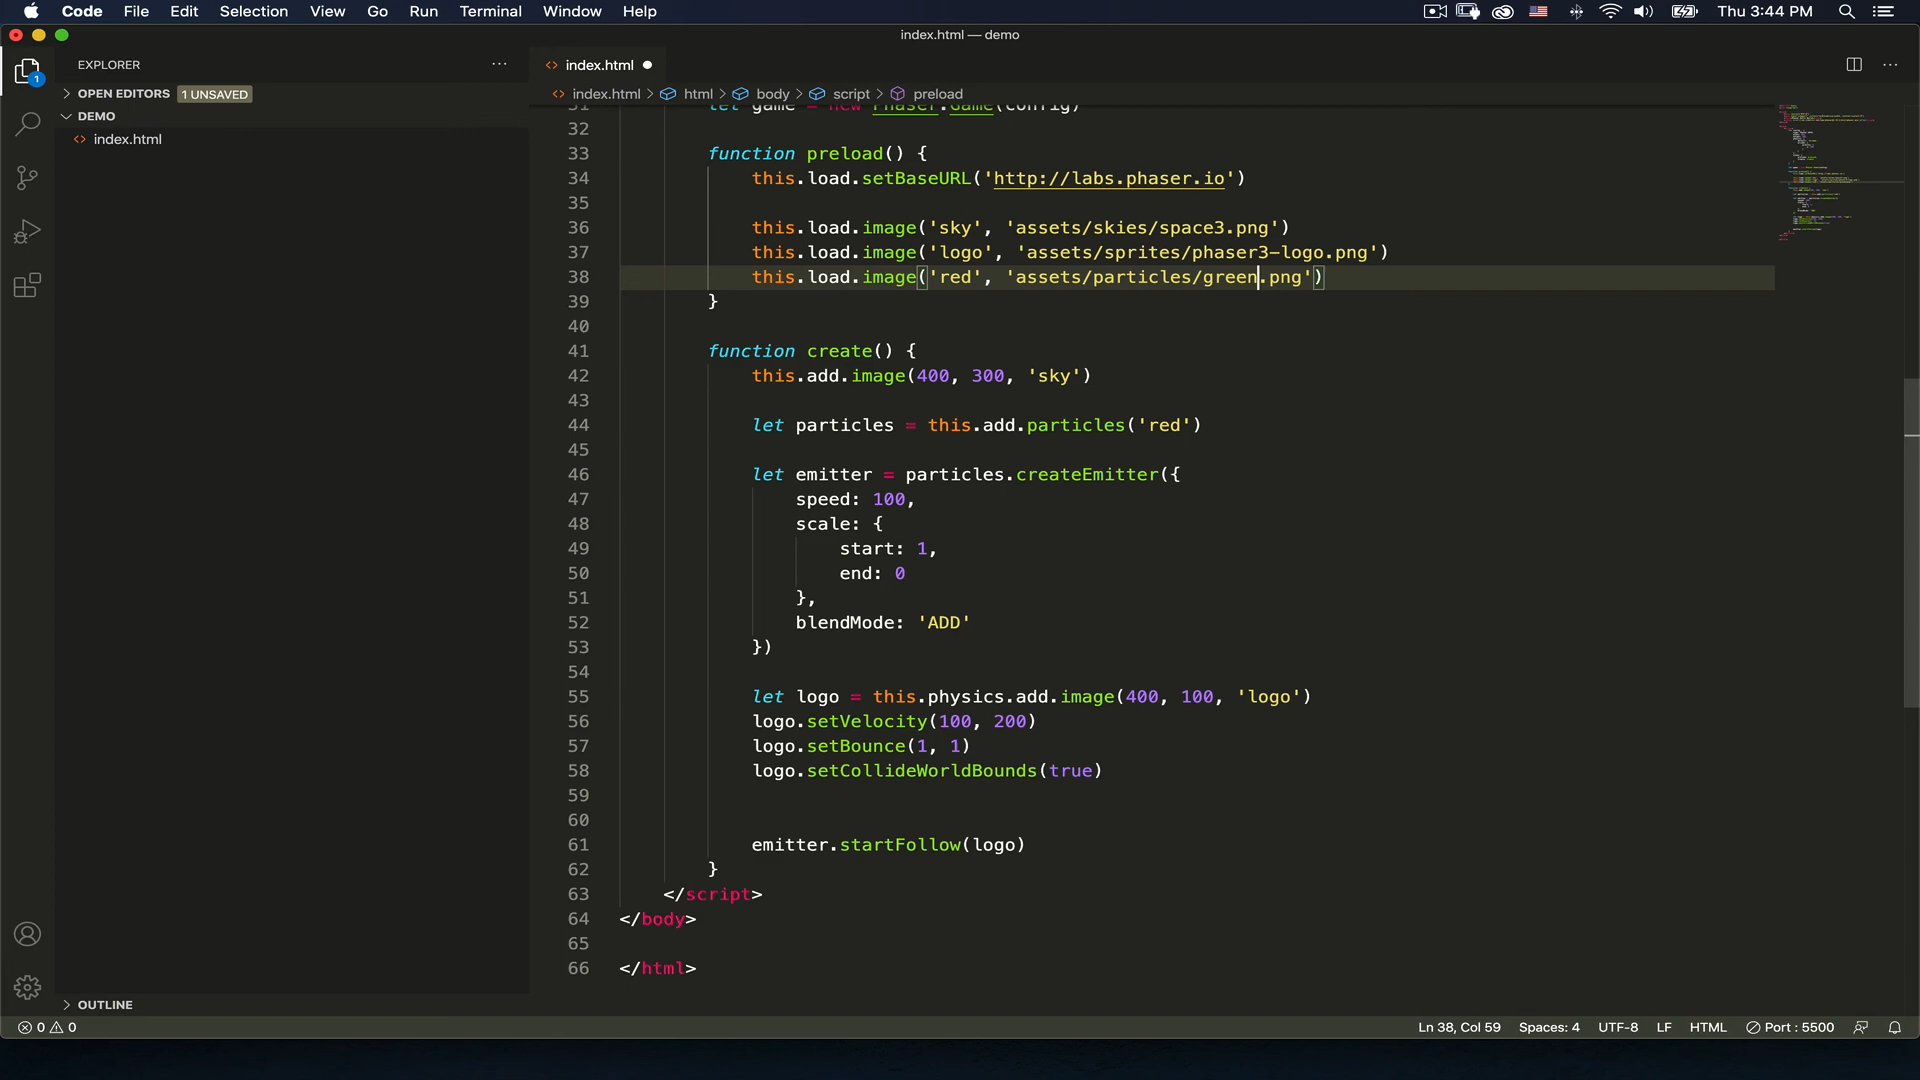 Code File Edit Selection View Go Run Terminal Window Help Thu 3:44 PM
index.html — demo
EXPLORER
index.html
1
OPEN EDITORS 1 UNSAVED
index.html > html > body > script > preload
DEMO
index.html
31 let game = new Phaser.Game(config)
32
33 function preload() {
34 this.load.setBaseURL('http://labs.phaser.io')
35
36 this.load.image('sky', 'assets/skies/space3.png')
37 this.load.image('logo', 'assets/sprites/phaser3-logo.png')
38 this.load.image('red', 'assets/particles/green.png')
39 }
40
41 function create() {
42 this.add.image(400, 300, 'sky')
43
44 let particles = this.add.particles('red')
45
46 let emitter = particles.createEmitter({
47 speed: 100,
48 scale: {
49 start: 1,
50 end: 0
51 },
52 blendMode: 'ADD'
53 })
54
55 let logo = this.physics.add.image(400, 100, 'logo')
56 logo.setVelocity(100, 200)
57 logo.setBounce(1, 1)
58 logo.setCollideWorldBounds(true)
59
60
61 emitter.startFollow(logo)
62 }
63 </script>
64 </body>
65
66 </html>
OUTLINE
0 0 Ln 38, Col 59 Spaces: 4 UTF-8 LF HTML Port : 5500